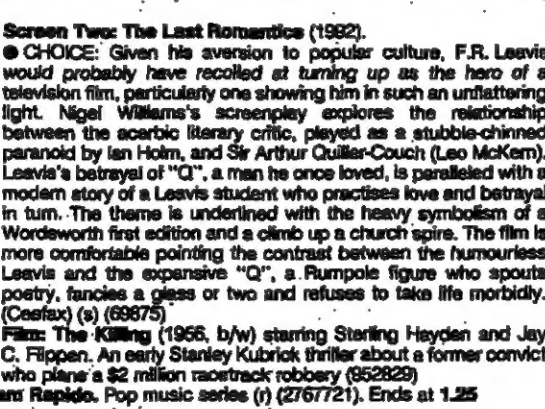 Screen Two: The Last Romantics (1992).
● CHOICE: Given his aversion to popular culture, F.R. Leavis
would probably have recoiled at turning up as the hero of a
television film, particularly one showing him in such an unflattering
light. Nigel Williams's screenplay explores the relationship
between the acerbic literary critic, played as a stubble-chinned
paranoid by Ian Holm, and Sir Arthur Quiller-Couch (Leo McKern).
Leavis's betrayal of "Q", a man he once loved, is paralleled with a
modern story of a Leavis student who practises love and betrayal
in turn. The theme is underlined with the heavy symbolism of a
Wordsworth first edition and a climb up a church spire. The film is
more comfortable pointing the contrast between the humourless
Leavis and the expansive "Q", a Rumpole figure who spouts
poetry, fancies a glass or two and refuses to take life morbidly.
(Ceefax) (s) (69875)
Film: The Killing (1956, b/w) starring Sterling Hayden and Jay
C. Flippen. An early Stanley Kubrick thriller about a former convict
who plans a $2 million racetrack robbery (952829)
am Rapido. Pop music series (r) (2767721). Ends at 1.25